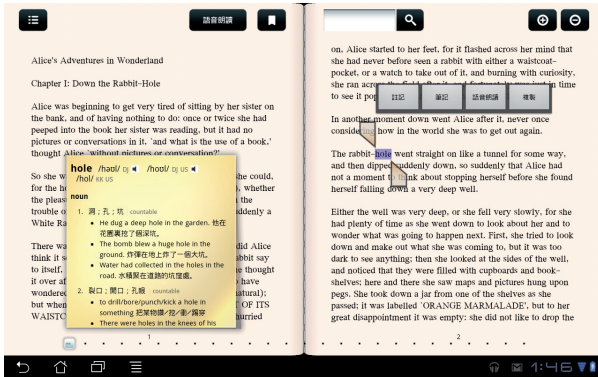 語音朗讀
Alice's Adventures in Wonderland
Chapter I: Down the Rabbit-Hole
Alice was beginning to get very tired of sitting by her sister on
the bank, and of having nothing to do: once or twice she had
peeped into the book her sister was reading, but it had no
pictures or conversations in it, `and what is the use of a book,'
thought Alice `without pictures or conversation?'
So she w
she could,
for the h
), whether
the pleas
trouble o
ddenly a
White Ra
There wa
did Alice
think it s
abbit say
to itself,
e thought
it over af
o have
wondered
natural);
but when
T OF ITS
WAISTC
hurried
hole /həʊl/ DJ /hoʊl/ DJ US
/hol/ KK US
noun
1. 洞；孔；坑 countable
• He dug a deep hole in the garden. 他在
花園裏挖了個深坑。
• The bomb blew a huge hole in the
ground. 炸彈在地上炸了一個大坑。
• Water had collected in the holes in the
road. 水積聚在道路的坑窪處。
2. 裂口；開口；孔眼 countable
• to drill/bore/punch/kick a hole in
something 把某物鑽／挖／衝／踢穿
• There were holes in the knees of his
1
on, Alice started to her feet, for it flashed across her mind that
she had never before seen a rabbit with either a waistcoat-
pocket, or a watch to take out of it, and burning with curiosity,
she ran across the field after it, and fortunately was just in time
to see it pop
註記 筆記 語音朗讀 複製
In another moment down went Alice after it, never once
considering how in the world she was to get out again.
The rabbit-hole went straight on like a tunnel for some way,
and then dipped suddenly down, so suddenly that Alice had
not a moment to think about stopping herself before she found
herself falling down a very deep well.
Either the well was very deep, or she fell very slowly, for she
had plenty of time as she went down to look about her and to
wonder what was going to happen next. First, she tried to look
down and make out what she was coming to, but it was too
dark to see anything; then she looked at the sides of the well,
and noticed that they were filled with cupboards and book-
shelves; here and there she saw maps and pictures hung upon
pegs. She took down a jar from one of the shelves as she
passed; it was labelled `ORANGE MARMALADE', but to her
great disappointment it was empty: she did not like to drop the
2
1:46